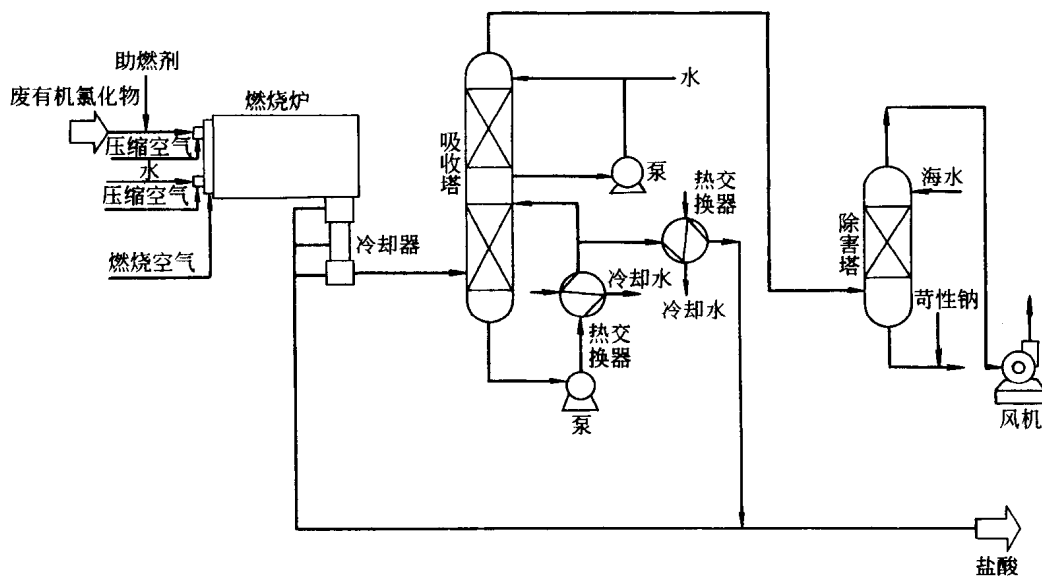 助燃剂
废有机氯化物
燃烧炉
压缩空气
水
压缩空气
燃烧空气
冷却器
吸收塔
水
泵
热交
换器
冷却水
冷却水
热交
换器
泵
海水
除害塔
苛性钠
风机
盐酸